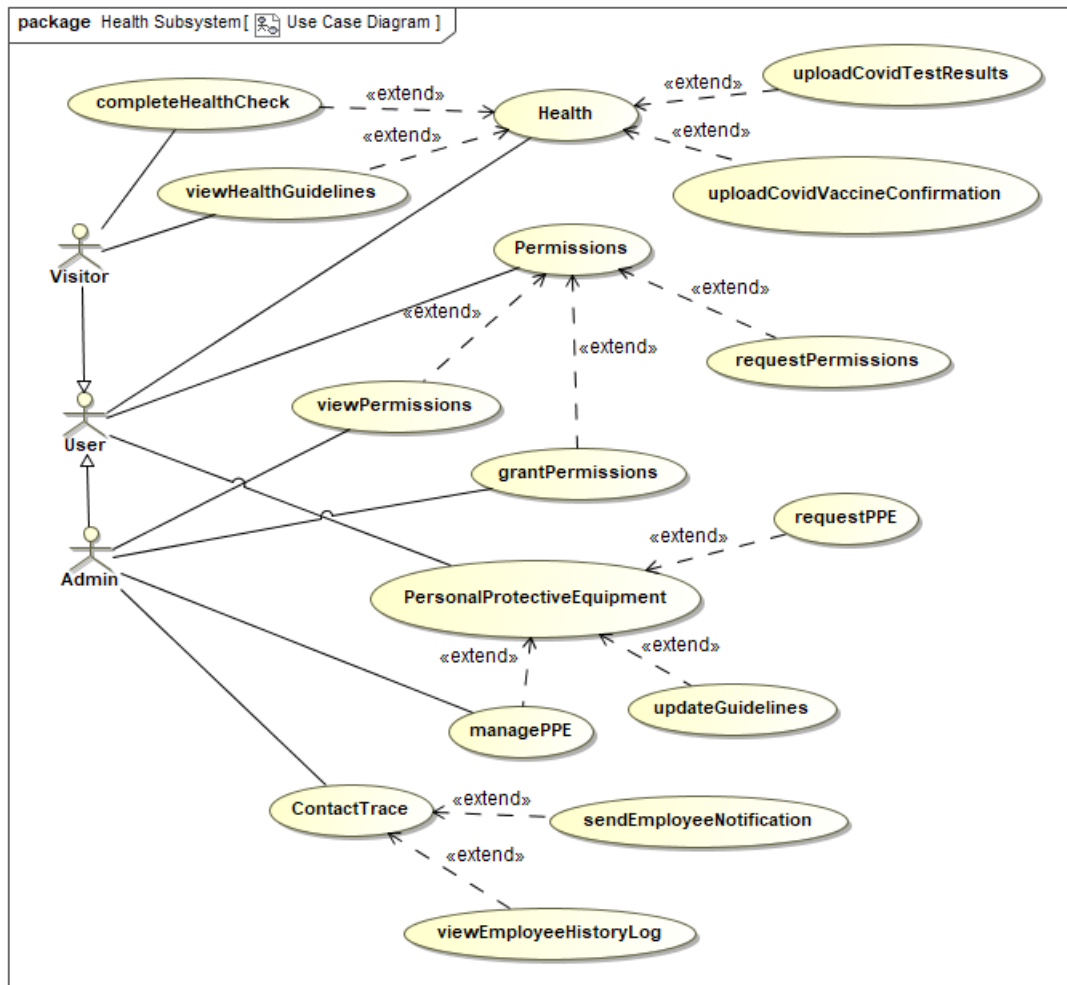 package Health Subsystem [ Use Case Diagram ]
completeHealthCheck
«extend»
Health
uploadCovidTestResults
«extend»
«extend»
viewHealthGuidelines
«extend»
uploadCovidVaccineConfirmation
Visitor
Permissions
«extend»
«extend»
«extend»
requestPermissions
viewPermissions
User
grantPermissions
requestPPE
«extend»
Admin
PersonalProtectiveEquipment
«extend»
«extend»
updateGuidelines
managePPE
ContactTrace
«extend»
sendEmployeeNotification
«extend»
viewEmployeeHistoryLog